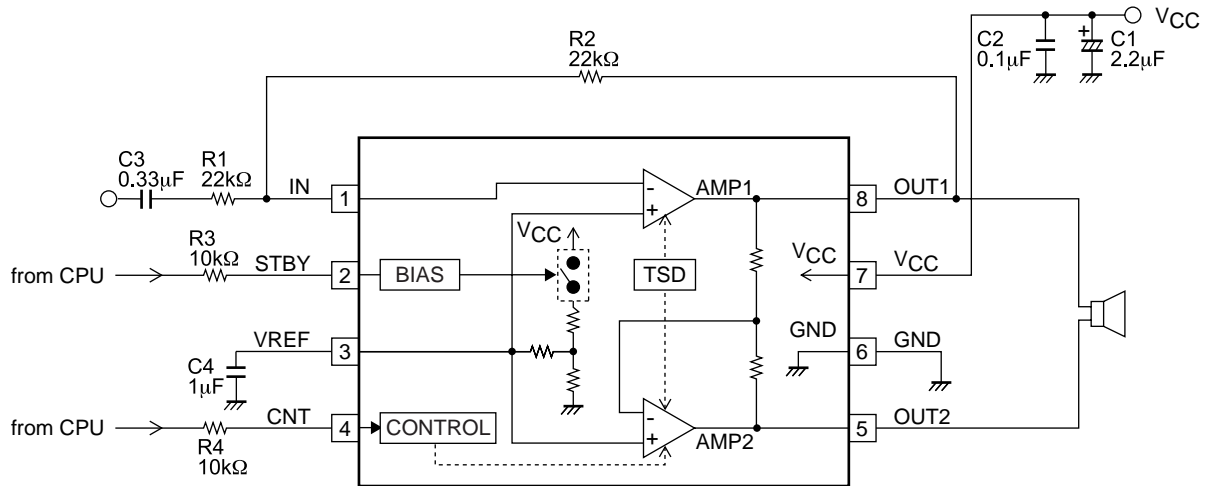 VCC
R2
22kΩ
C2
0.1μF
+
C1
2.2μF
C3
0.33μF
R1
22kΩ
IN
1
-
+
AMP1
8
OUT1
R3
10kΩ
from CPU
STBY
2
BIAS
VCC
TSD
VCC
7
VCC
VREF
3
GND
6
GND
C4
1μF
from CPU
CNT
4
CONTROL
-
+
AMP2
5
OUT2
R4
10kΩ